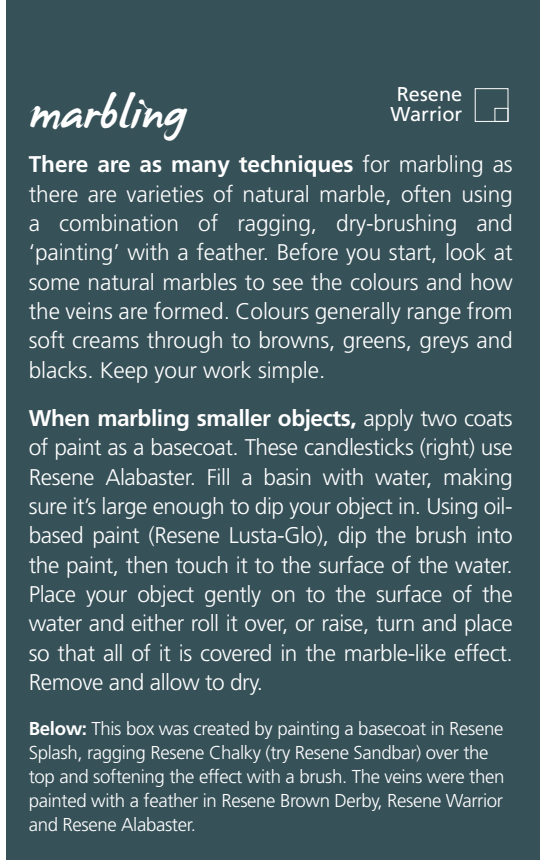 marbling
Resene
Warrior
There are as many techniques for marbling as
there are varieties of natural marble, often using
a combination of ragging, dry-brushing and
‘painting’ with a feather. Before you start, look at
some natural marbles to see the colours and how
the veins are formed. Colours generally range from
soft creams through to browns, greens, greys and
blacks. Keep your work simple.
When marbling smaller objects, apply two coats
of paint as a basecoat. These candlesticks (right) use
Resene Alabaster. Fill a basin with water, making
sure it’s large enough to dip your object in. Using oil-
based paint (Resene Lusta-Glo), dip the brush into
the paint, then touch it to the surface of the water.
Place your object gently on to the surface of the
water and either roll it over, or raise, turn and place
so that all of it is covered in the marble-like effect.
Remove and allow to dry.
Below: This box was created by painting a basecoat in Resene
Splash, ragging Resene Chalky (try Resene Sandbar) over the
top and softening the effect with a brush. The veins were then
painted with a feather in Resene Brown Derby, Resene Warrior
and Resene Alabaster.